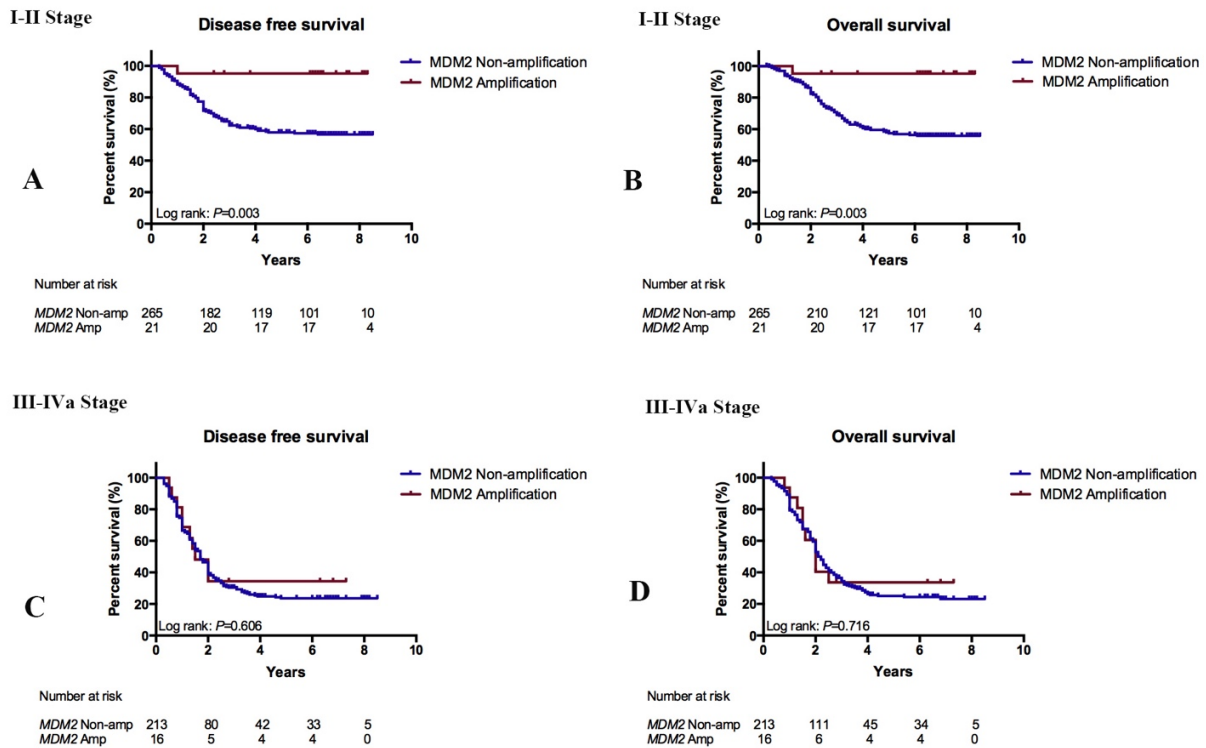 I-II Stage
Disease free survival
MDM2 Non-amplification
MDM2 Amplification
Percent survival (%)
100
80
60
40
20
0
Log rank: P=0.003
0 2 4 6 8 10
Years
A
Number at risk
MDM2 Non-amp 265 182 119 101 10
MDM2 Amp 21 20 17 17 4
I-II Stage
Overall survival
MDM2 Non-amplification
MDM2 Amplification
Percent survival (%)
100
80
60
40
20
0
Log rank: P=0.003
0 2 4 6 8 10
Years
B
Number at risk
MDM2 Non-amp 265 210 121 101 10
MDM2 Amp 21 20 17 17 4
III-IVa Stage
Disease free survival
MDM2 Non-amplification
MDM2 Amplification
Percent survival (%)
100
80
60
40
20
0
Log rank: P=0.606
0 2 4 6 8 10
Years
C
Number at risk
MDM2 Non-amp 213 80 42 33 5
MDM2 Amp 16 5 4 4 0
III-IVa Stage
Overall survival
MDM2 Non-amplification
MDM2 Amplification
Percent survival (%)
100
80
60
40
20
0
Log rank: P=0.716
0 2 4 6 8 10
Years
D
Number at risk
MDM2 Non-amp 213 111 45 34 5
MDM2 Amp 16 6 4 4 0